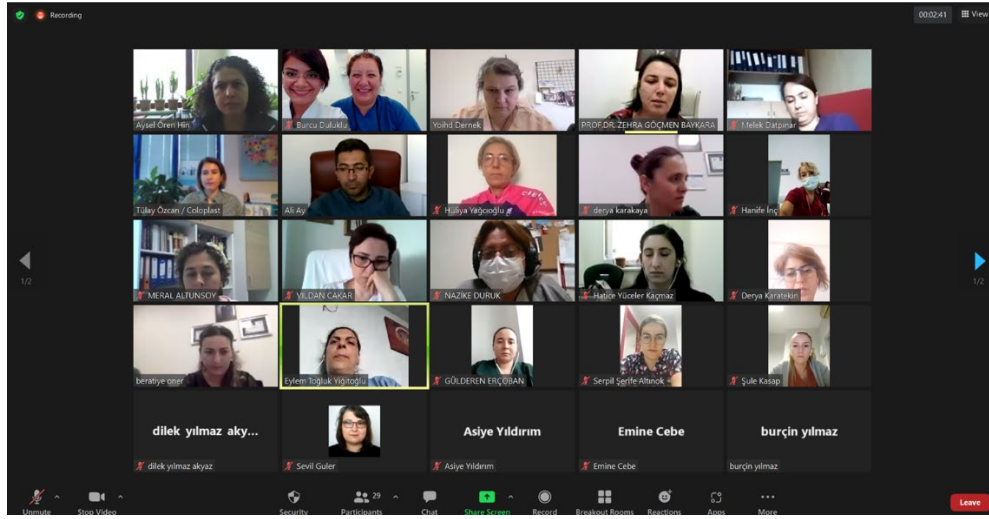 Recording
00:02:41
View
Aysel Ören Hin
Burcu Duluklu
Yoihd Dernek
PROF.DR. ZEHRA GÖÇMEN BAYKARA
Melek Datpınar
Tülay Özcan / Coloplast
Ali Ay
Hüliya Yağcıoğlu
derya karakaya
Hanife İnç
MERAL ALTUNSOY
VİLDAN ÇAKAR
NAZİKE DURUK
Hatice Yüceler Kaçmaz
Derya Karatekin
1/2
1/2
beratiye oner
Eylem Toğluk Yiğitoğlu
GÜLDEREN ERÇOBAN
Serpil Şerife Altınok
Şule Kasap
dilek yılmaz aky...
Asiye Yıldırım
Emine Cebe
burçin yılmaz
dilek yılmaz akyaz
Sevil Guler
Asiye Yıldırım
Emine Cebe
burçin yılmaz
29
Unmute
Stop Video
Security
Participants
Chat
Share Screen
Record
Breakout Rooms
Reactions
Apps
More
Leave